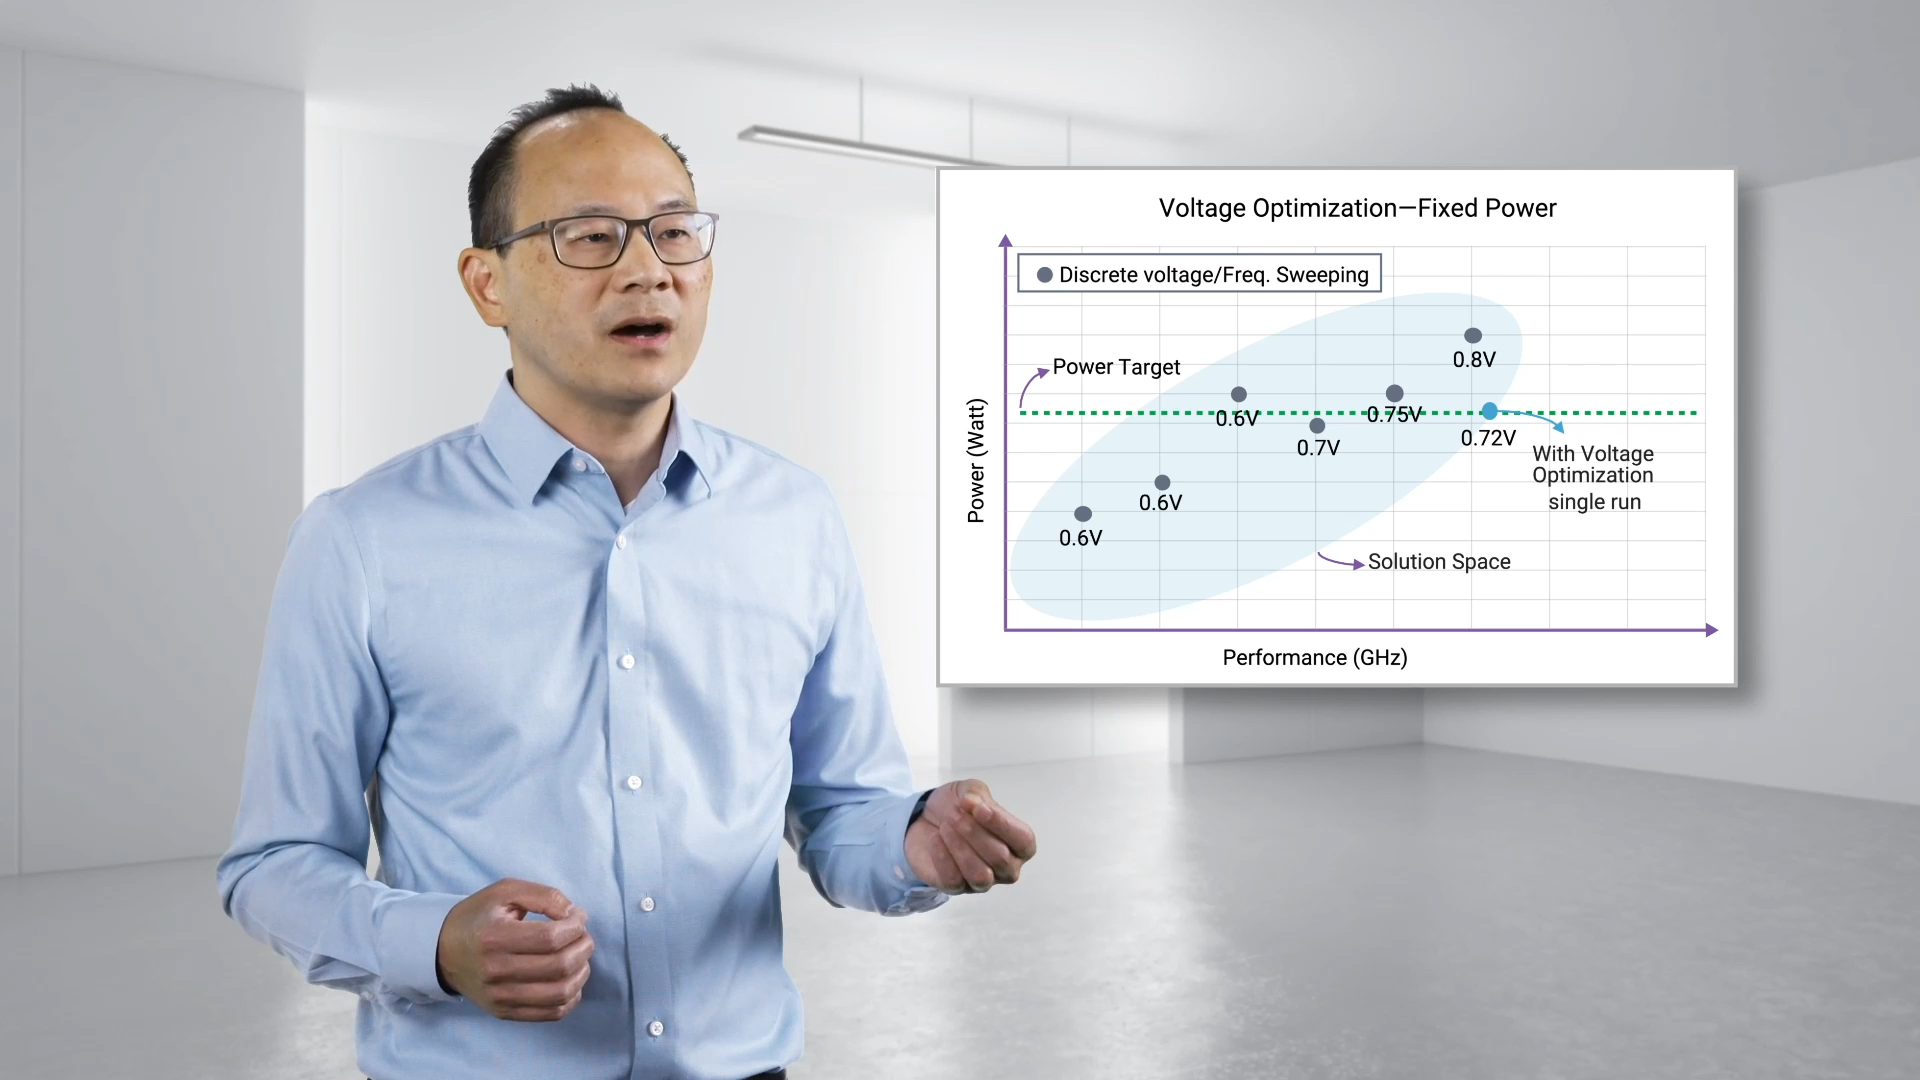 Voltage Optimization—Fixed Power
Discrete voltage/Freq. Sweeping
Power Target
0.8V
0.6V
0.75V
0.7V
0.72V
With Voltage
Optimization
single run
0.6V
0.6V
Solution Space
Power (Watt)
Performance (GHz)